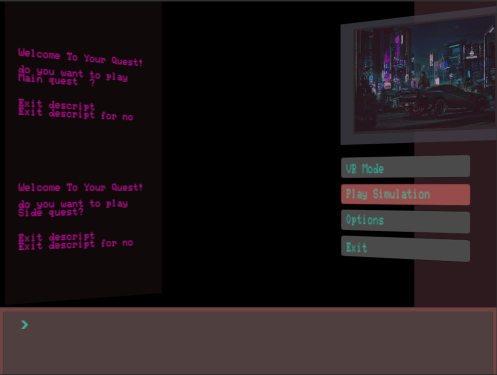 Welcome To Your Quest!
do you want to play
Main quest ?
Exit descript
Exit descript for no
Welcome To Your Quest!
do you want to play
Side quest?
Exit descript
Exit descript for no
VR Mode
Play Simulation
Options
Exit
>